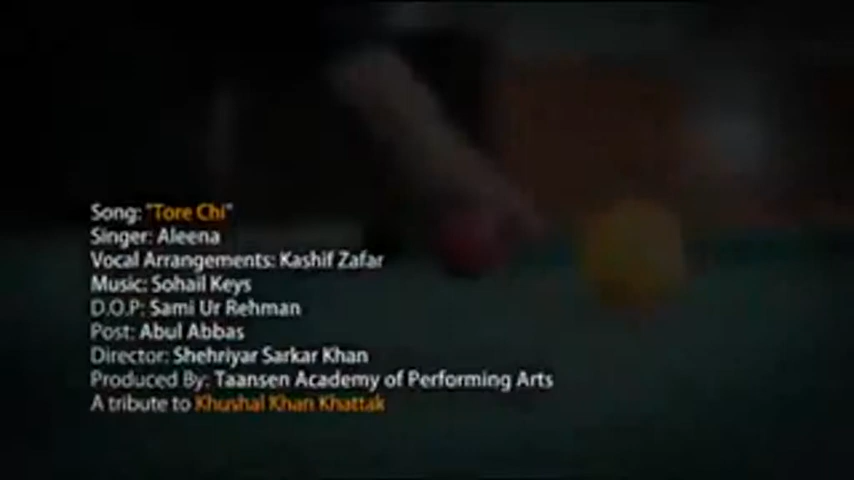 Song: "Tore Chi"
Singer: Aleena
Vocal Arrangements: Kashif Zafar
Music: Sohail Keys
D.O.P: Sami Ur Rehman
Post: Abul Abbas
Director: Shehriyar Sarkar Khan
Produced By: Taansen Academy of Performing Arts
A tribute to Khushal Khan Khattak